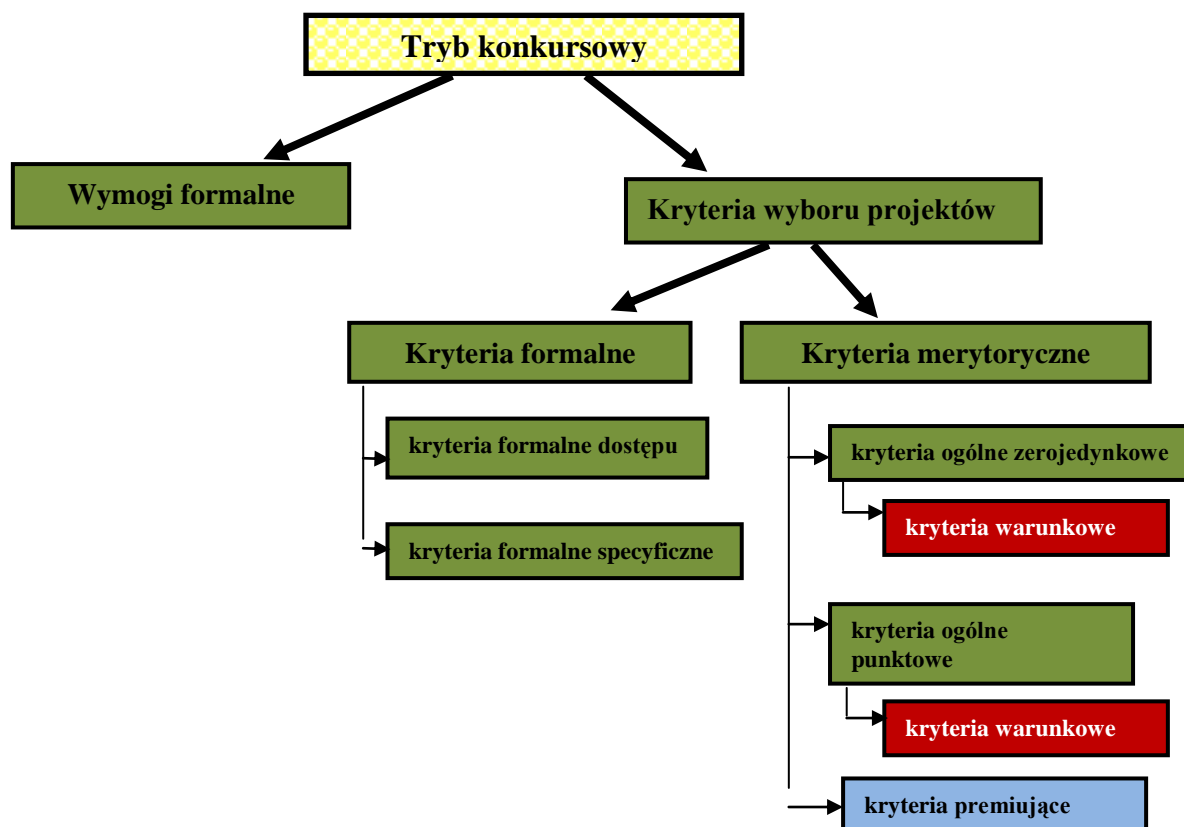 Tryb konkursowy
Wymogi formalne
Kryteria wyboru projektów
Kryteria formalne
Kryteria merytoryczne
kryteria formalne dostępu
kryteria ogólne zerojedynkowe
kryteria warunkowe
kryteria formalne specyficzne
kryteria ogólne
punktowe
kryteria warunkowe
kryteria premiujące